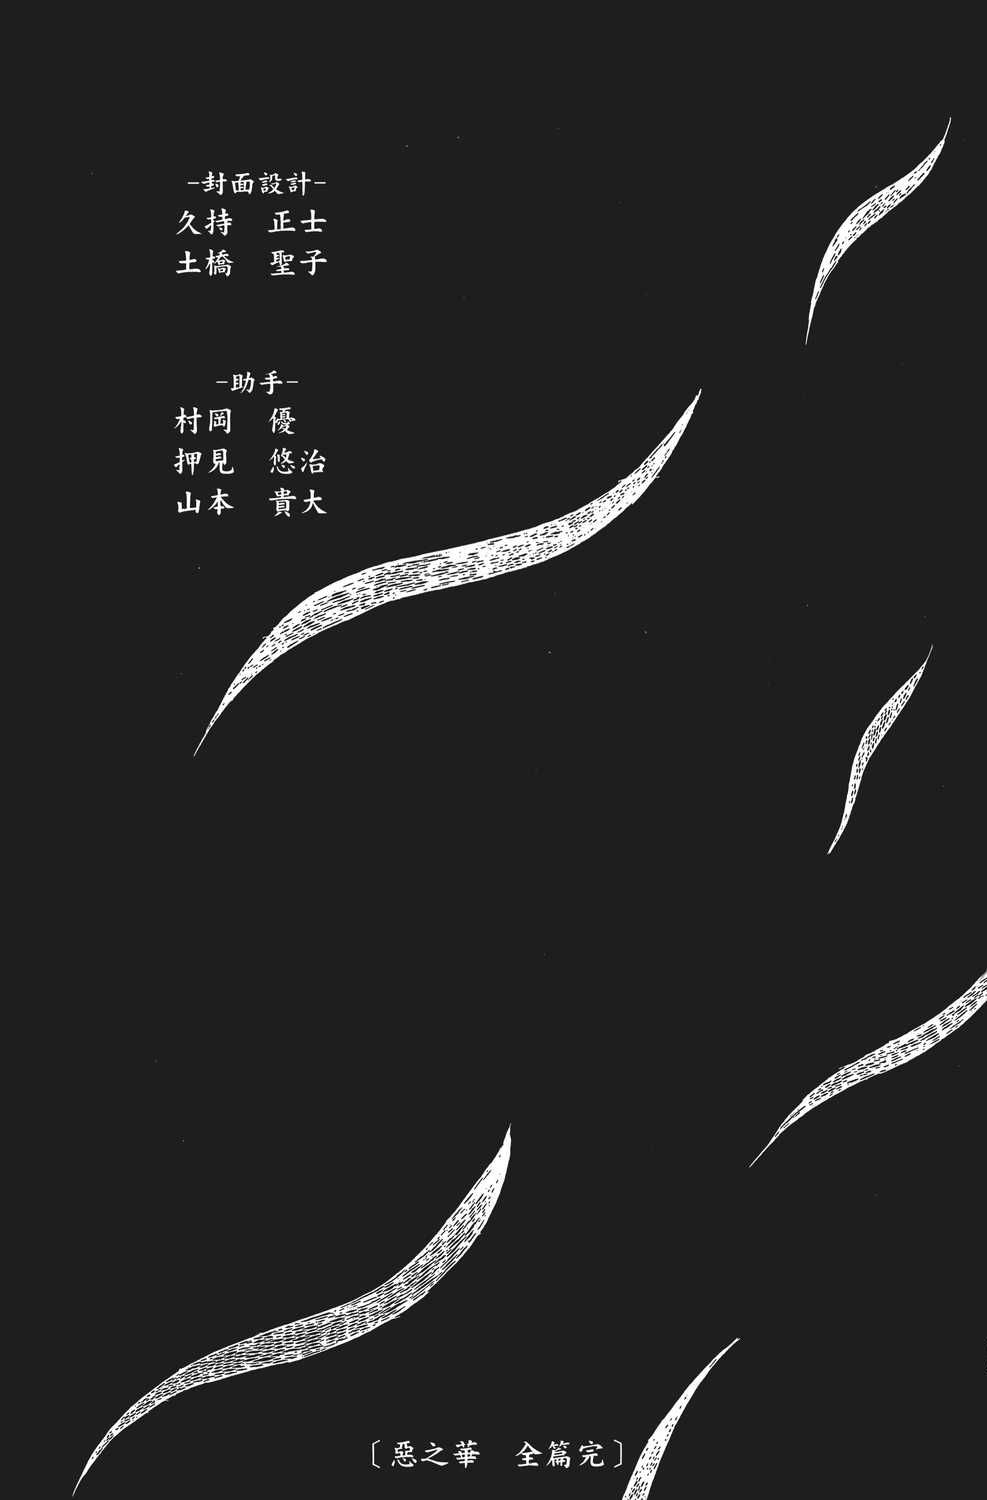 -封面設計-
久持　正士
土橋　聖子
-助手-
村岡　優
押見　悠治
山本　貴大
〔惡之華　全篇完〕